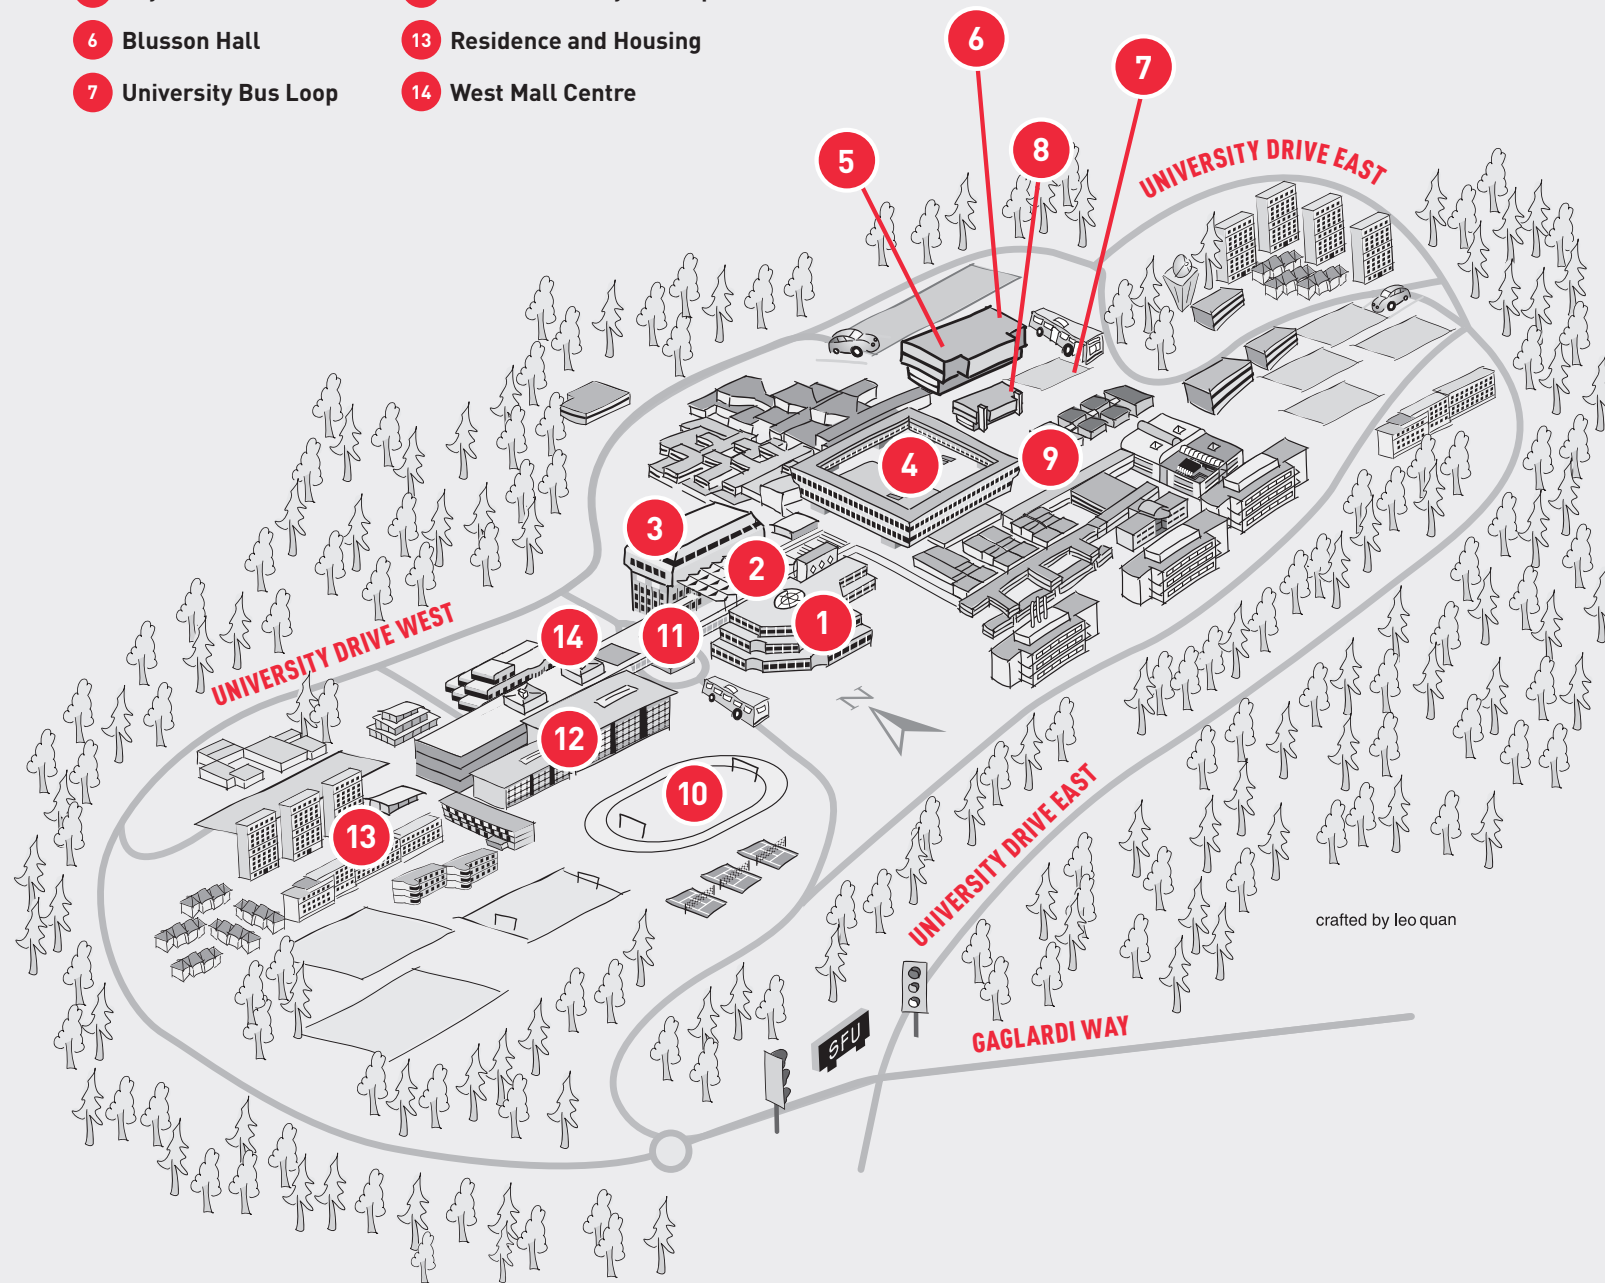 6 Blusson Hall
7 University Bus Loop
13 Residence and Housing
14 West Mall Centre
6
7
5
8
UNIVERSITY DRIVE EAST
4
9
3
2
1
11
14
UNIVERSITY DRIVE WEST
12
10
13
N
UNIVERSITY DRIVE EAST
crafted by leo quan
SFU
GAGLARDI WAY